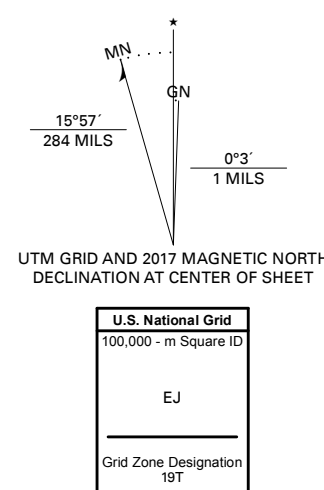 ★
MN
GN
15°57´
284 MILS
0°3´
1 MILS
UTM GRID AND 2017 MAGNETIC NORTH
DECLINATION AT CENTER OF SHEET
U.S. National Grid
100,000 - m Square ID
EJ
Grid Zone Designation
19T